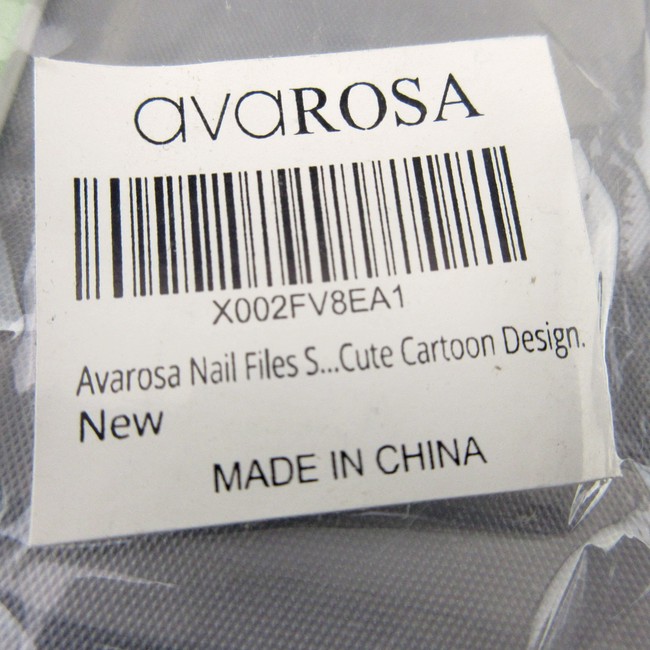 avaROSA
X002FV8EA1
Avarosa Nail Files S...Cute Cartoon Design.
New
MADE IN CHINA